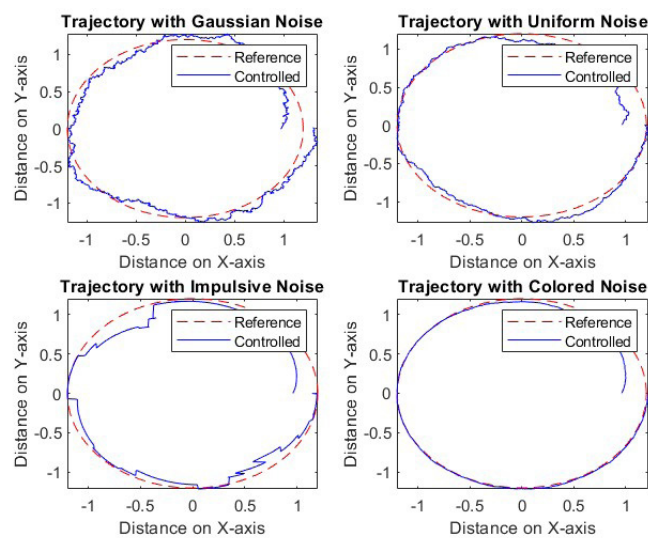 Trajectory with Gaussian Noise
Reference
Controlled
1
0.5
0
-0.5
-1
Distance on Y-axis
-1 -0.5 0 0.5 1
Distance on X-axis
Trajectory with Uniform Noise
Reference
Controlled
1
0.5
0
-0.5
-1
Distance on Y-axis
-1 -0.5 0 0.5 1
Distance on X-axis
Trajectory with Impulsive Noise
Reference
Controlled
1
0.5
0
-0.5
-1
Distance on Y-axis
-1 -0.5 0 0.5 1
Distance on X-axis
Trajectory with Colored Noise
Reference
Controlled
1
0.5
0
-0.5
-1
Distance on Y-axis
-1 -0.5 0 0.5 1
Distance on X-axis